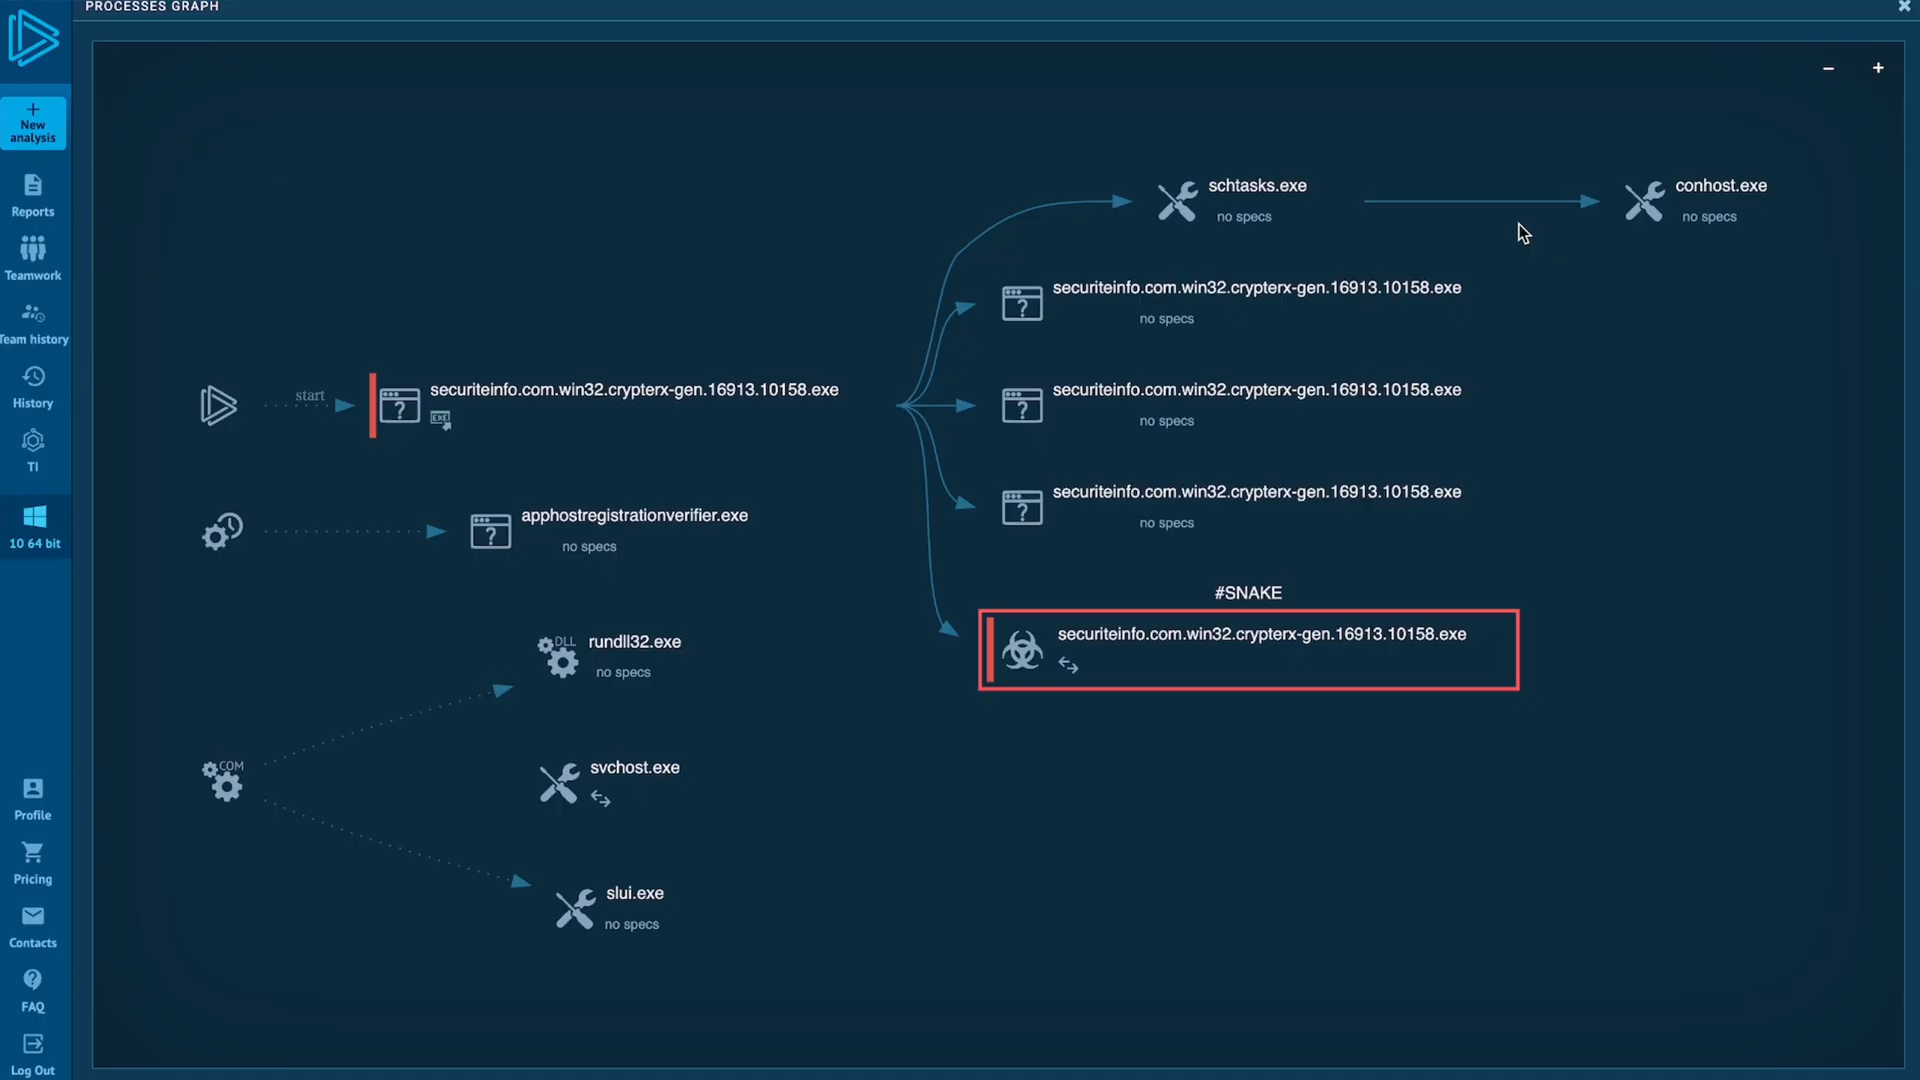 PROCESSES GRAPH
New
analysis
Reports
Teamwork
Team history
History
TI
10 64 bit
Profile
Pricing
Contacts
FAQ
Log Out
schtasks.exe
no specs
conhost.exe
no specs
securiteinfo.com.win32.crypterx-gen.16913.10158.exe
no specs
start
securiteinfo.com.win32.crypterx-gen.16913.10158.exe
EXE
securiteinfo.com.win32.crypterx-gen.16913.10158.exe
no specs
securiteinfo.com.win32.crypterx-gen.16913.10158.exe
no specs
apphostregistrationverifier.exe
no specs
#SNAKE
securiteinfo.com.win32.crypterx-gen.16913.10158.exe
DLL
rundll32.exe
no specs
COM
svchost.exe
slui.exe
no specs